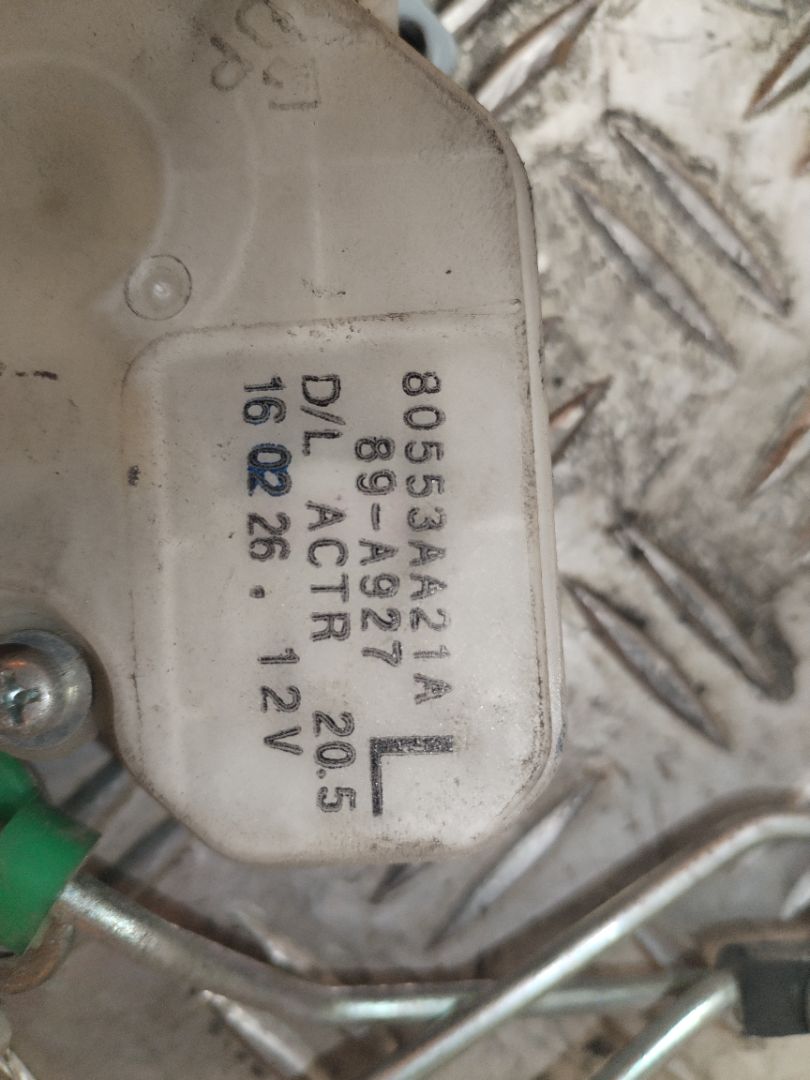 80553AA21A
89-A927 L
D/L ACTR 20.5
16 02 26. 12V